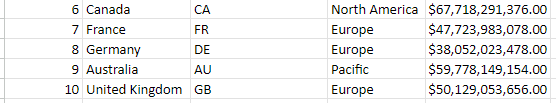 6 Canada CA North America $67,718,291,376.00
7 France FR Europe $47,723,983,078.00
8 Germany DE Europe $38,052,023,478.00
9 Australia AU Pacific $59,778,149,154.00
10 United Kingdom GB Europe $50,129,053,656.00